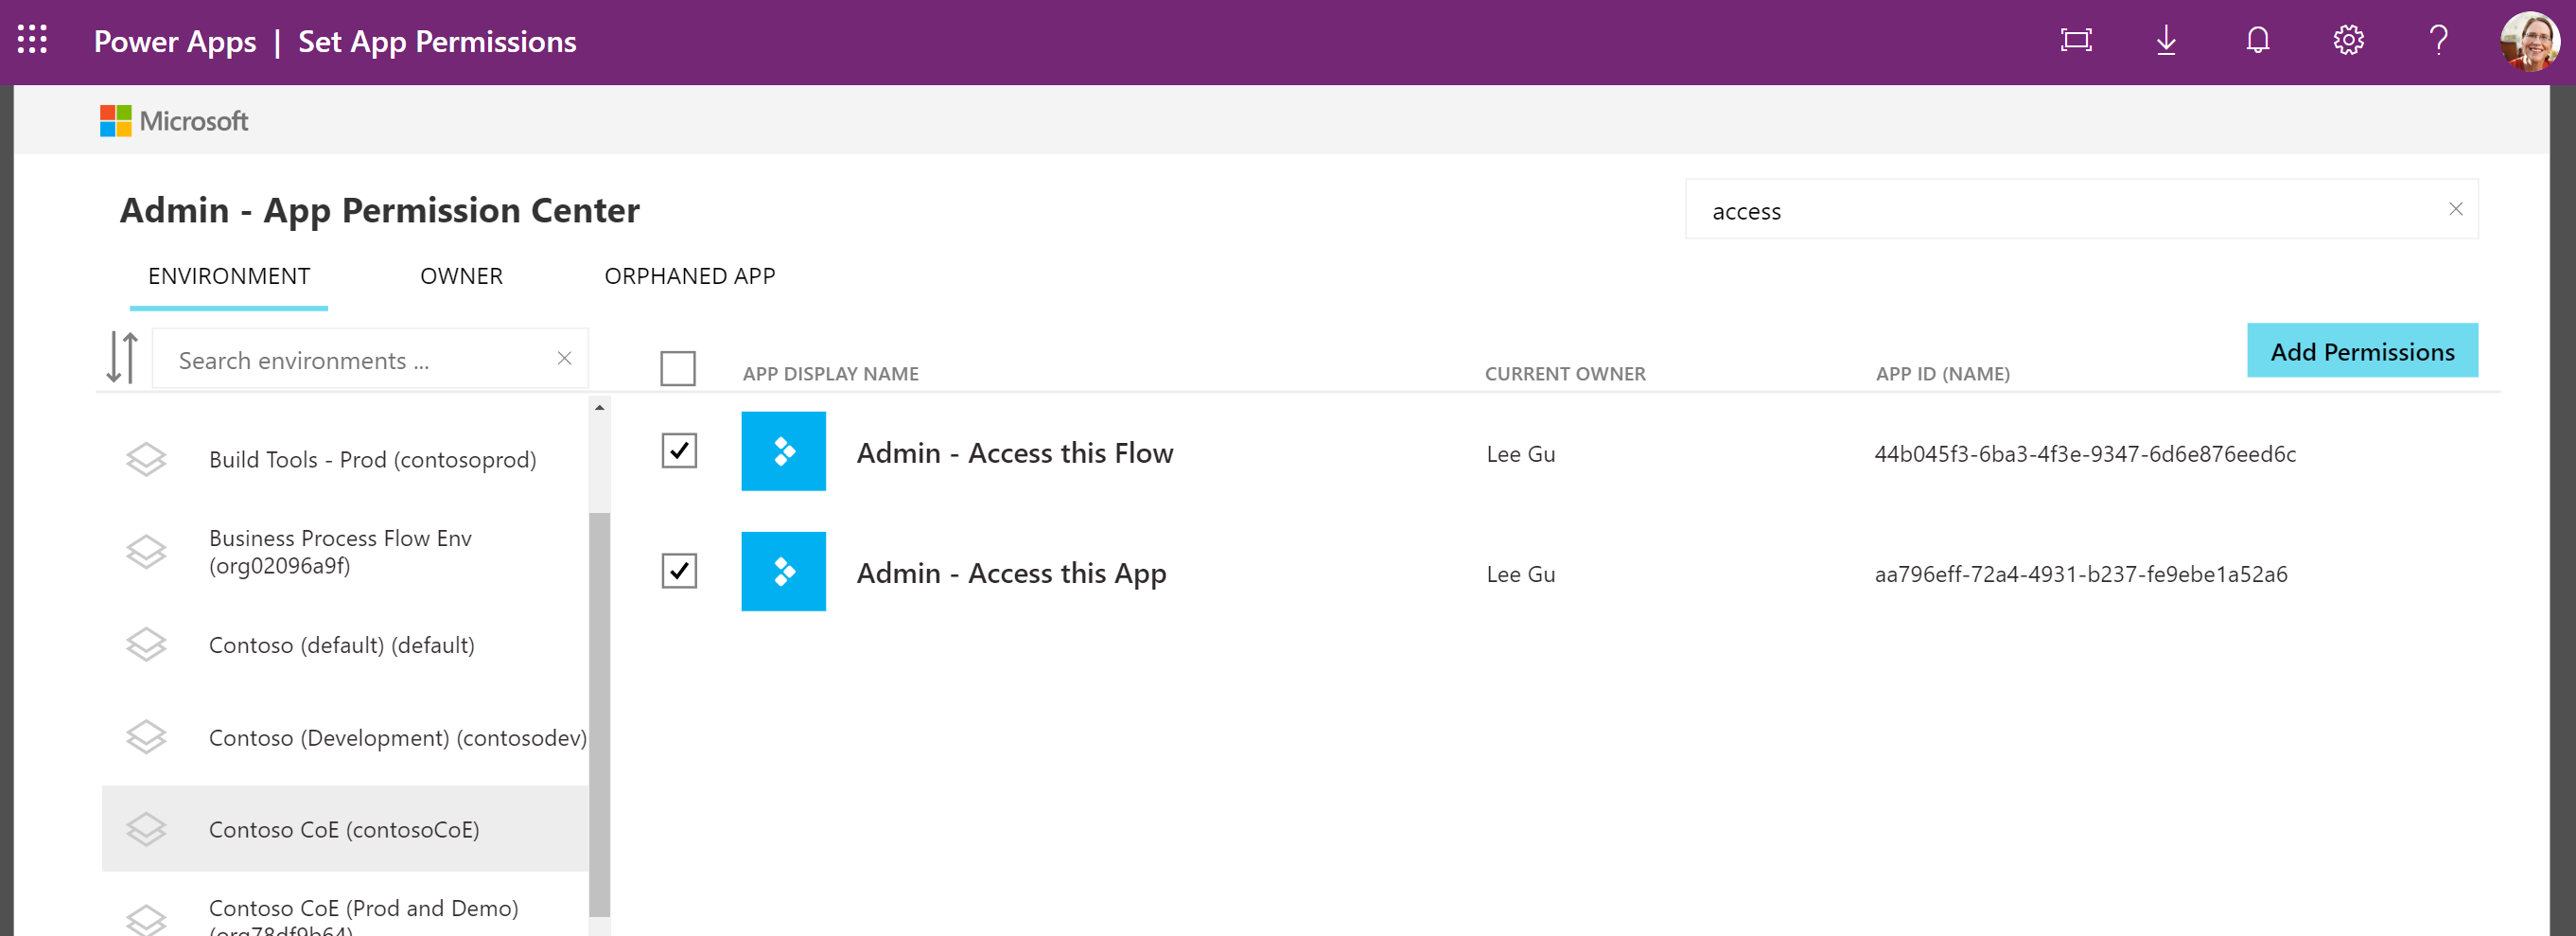 Power Apps | Set App Permissions
Microsoft
Admin - App Permission Center
access
ENVIRONMENT OWNER ORPHANED APP
Search environments ...
APP DISPLAY NAME CURRENT OWNER APP ID (NAME)
Add Permissions
Build Tools - Prod (contosoprod)
Business Process Flow Env
(org02096a9f)
Contoso (default) (default)
Contoso (Development) (contosodev)
Contoso CoE (contosoCoE)
Contoso CoE (Prod and Demo)
(org78df9b64)
Admin - Access this Flow Lee Gu 44b045f3-6ba3-4f3e-9347-6d6e876eed6c
Admin - Access this App Lee Gu aa796eff-72a4-4931-b237-fe9ebe1a52a6